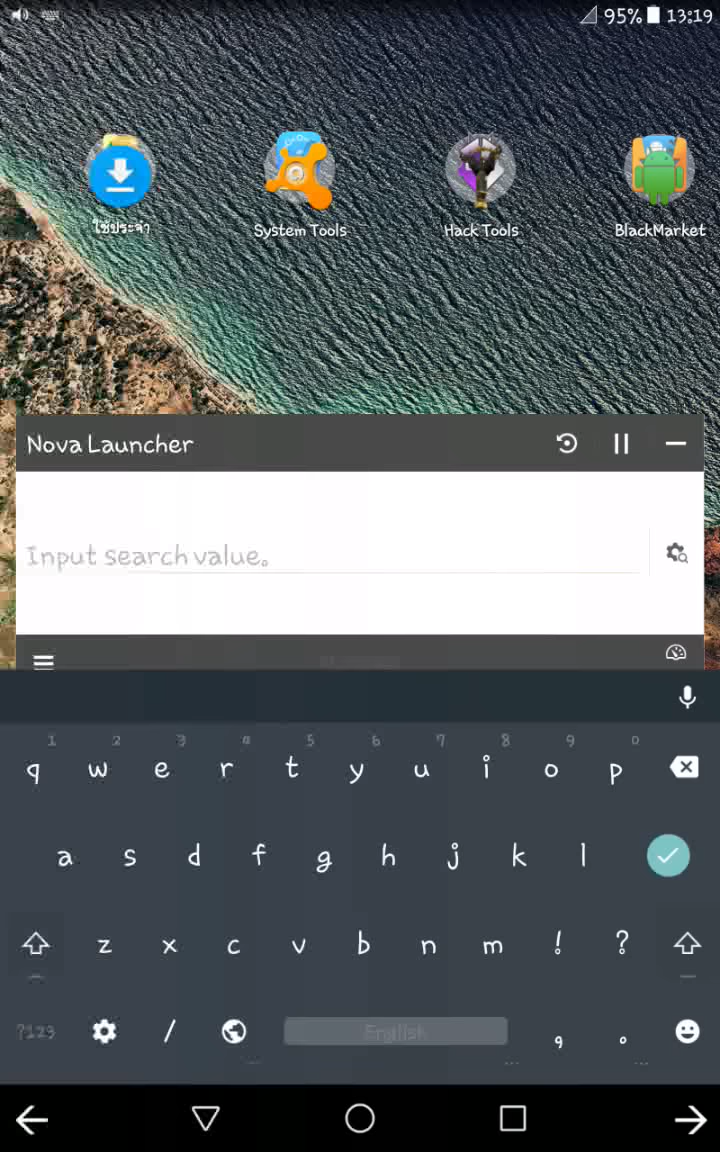 95% 13:19
ใช้ประจำ System Tools Hack Tools BlackMarket
Nova Launcher
Input search value.
1 2 3 4 5 6 7 8 9 0
q w e r t y u i o p
a s d f g h j k l
z x c v b n m ! ?
?123 / English , .